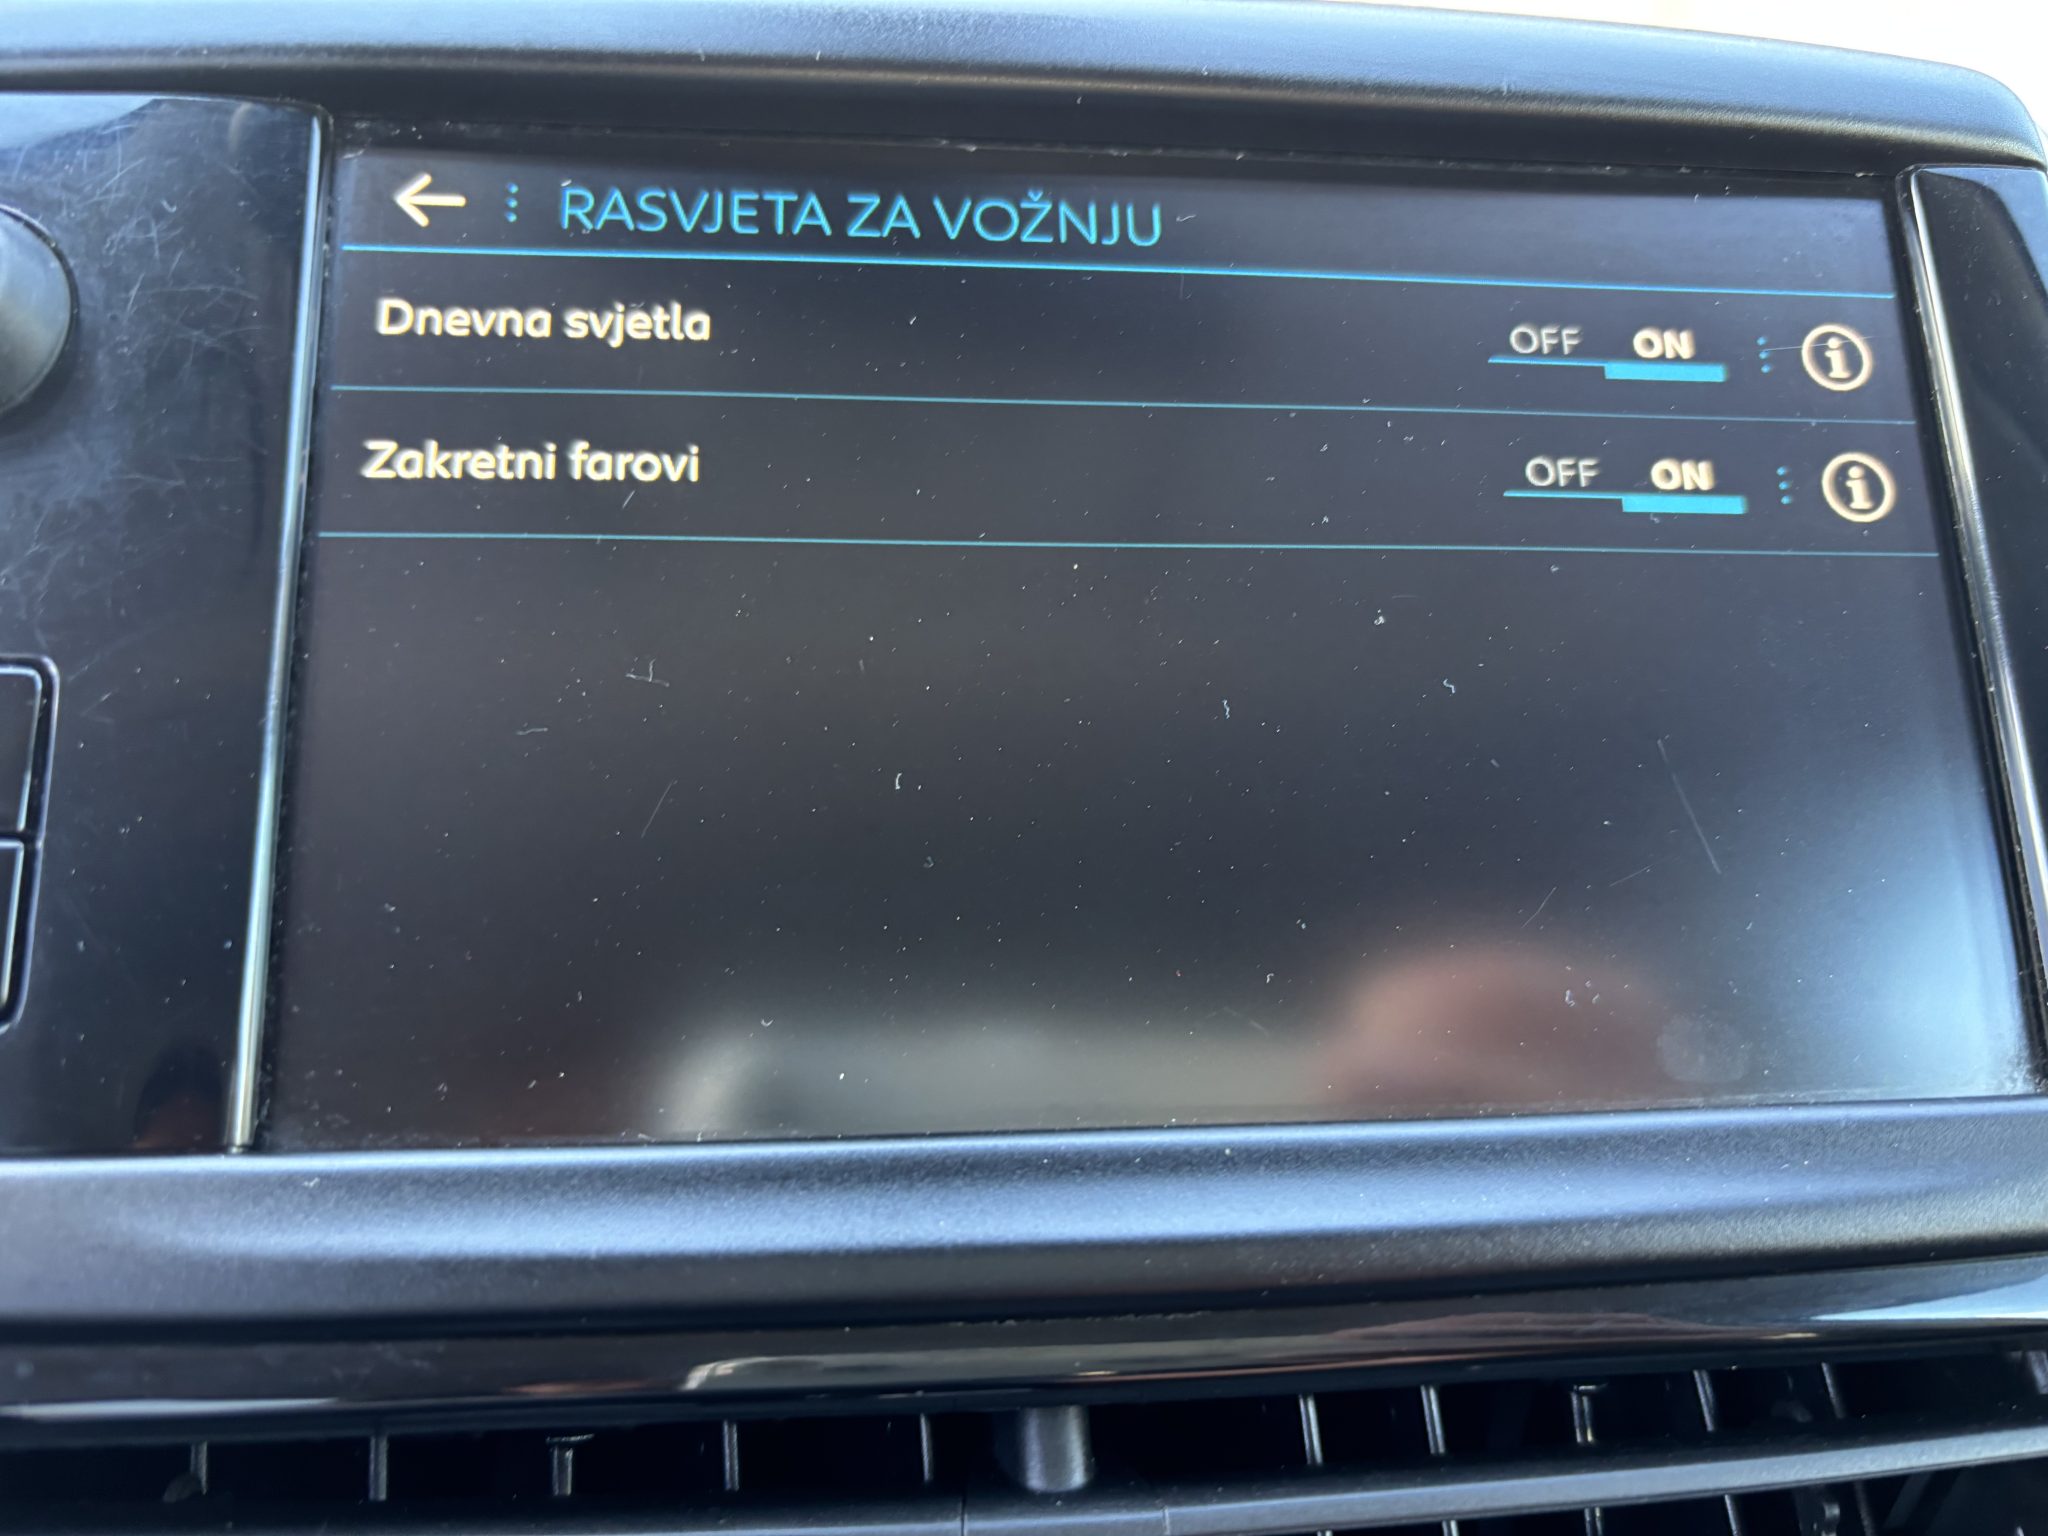 RASVJETA ZA VOŽNJU
Dnevna svjetla OFF ON
Zakretni farovi OFF ON